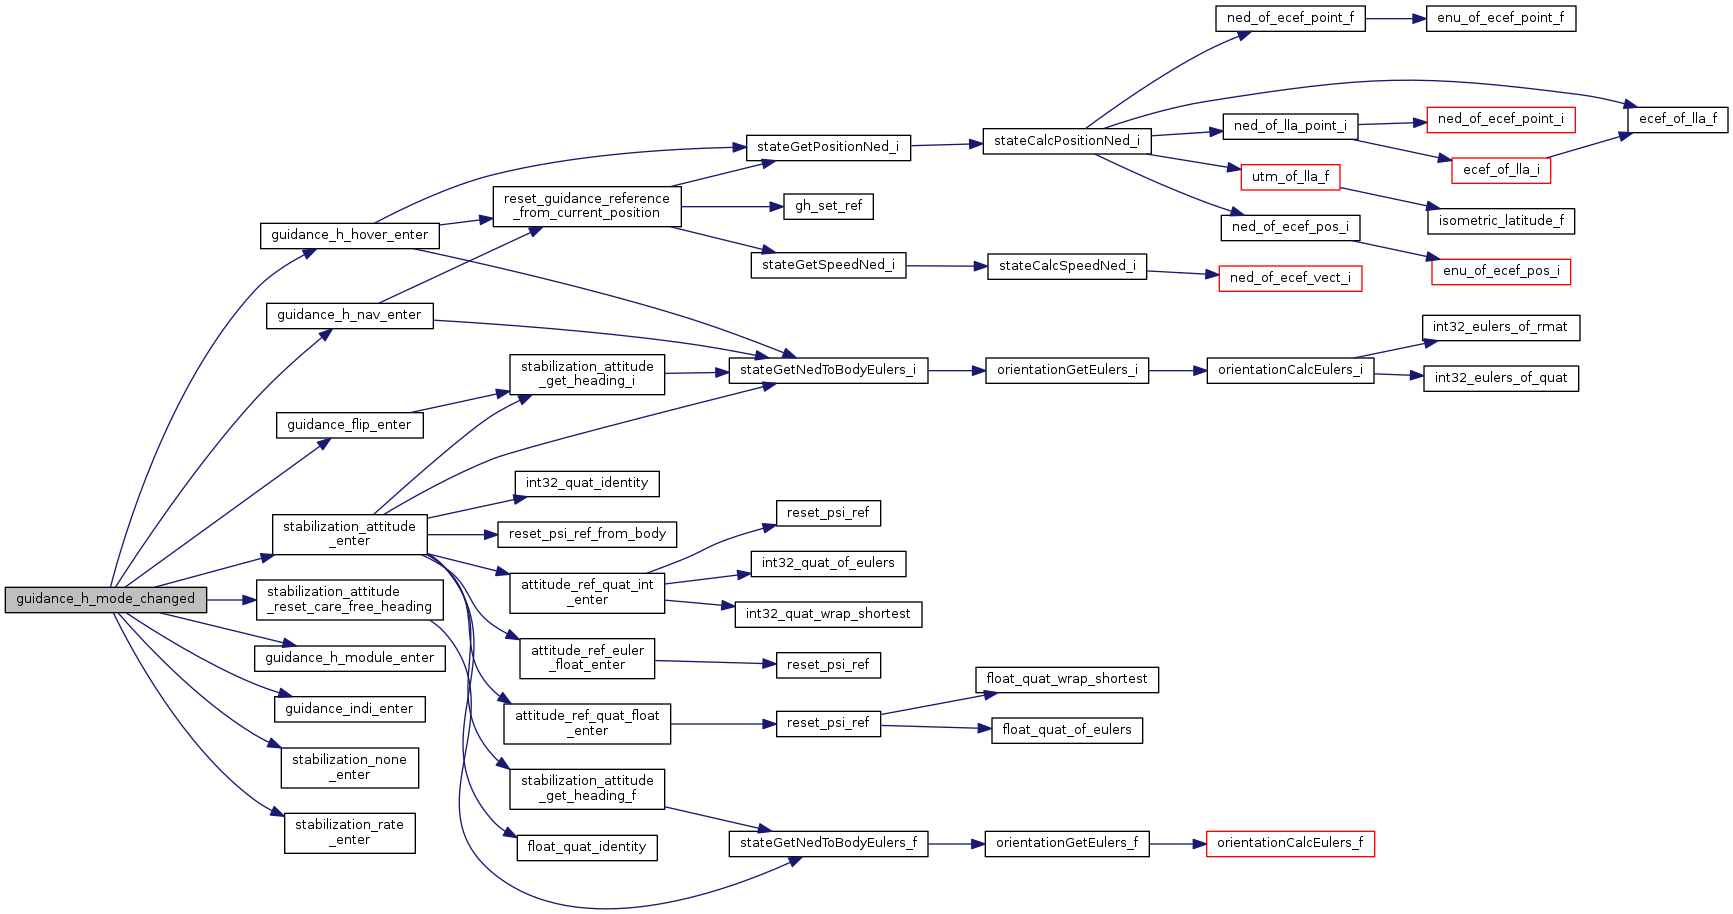 guidance_h_mode_changed
guidance_h_hover_enter
guidance_h_nav_enter
guidance_flip_enter
stabilization_attitude
_enter
stabilization_attitude
_reset_care_free_heading
guidance_h_module_enter
guidance_indi_enter
stabilization_none
_enter
stabilization_rate
_enter
reset_guidance_reference
_from_current_position
stabilization_attitude
_get_heading_i
int32_quat_identity
reset_psi_ref_from_body
attitude_ref_quat_int
_enter
attitude_ref_euler
_float_enter
attitude_ref_quat_float
_enter
stabilization_attitude
_get_heading_f
float_quat_identity
stateGetPositionNed_i
gh_set_ref
stateGetSpeedNed_i
stateGetNedToBodyEulers_i
reset_psi_ref
int32_quat_of_eulers
int32_quat_wrap_shortest
reset_psi_ref
reset_psi_ref
stateGetNedToBodyEulers_f
stateCalcPositionNed_i
stateCalcSpeedNed_i
orientationGetEulers_i
float_quat_wrap_shortest
float_quat_of_eulers
orientationGetEulers_f
ned_of_ecef_point_f
ned_of_lla_point_i
utm_of_lla_f
ned_of_ecef_pos_i
ned_of_ecef_vect_i
orientationCalcEulers_i
orientationCalcEulers_f
enu_of_ecef_point_f
ned_of_ecef_point_i
ecef_of_lla_i
isometric_latitude_f
enu_of_ecef_pos_i
int32_eulers_of_rmat
int32_eulers_of_quat
ecef_of_lla_f